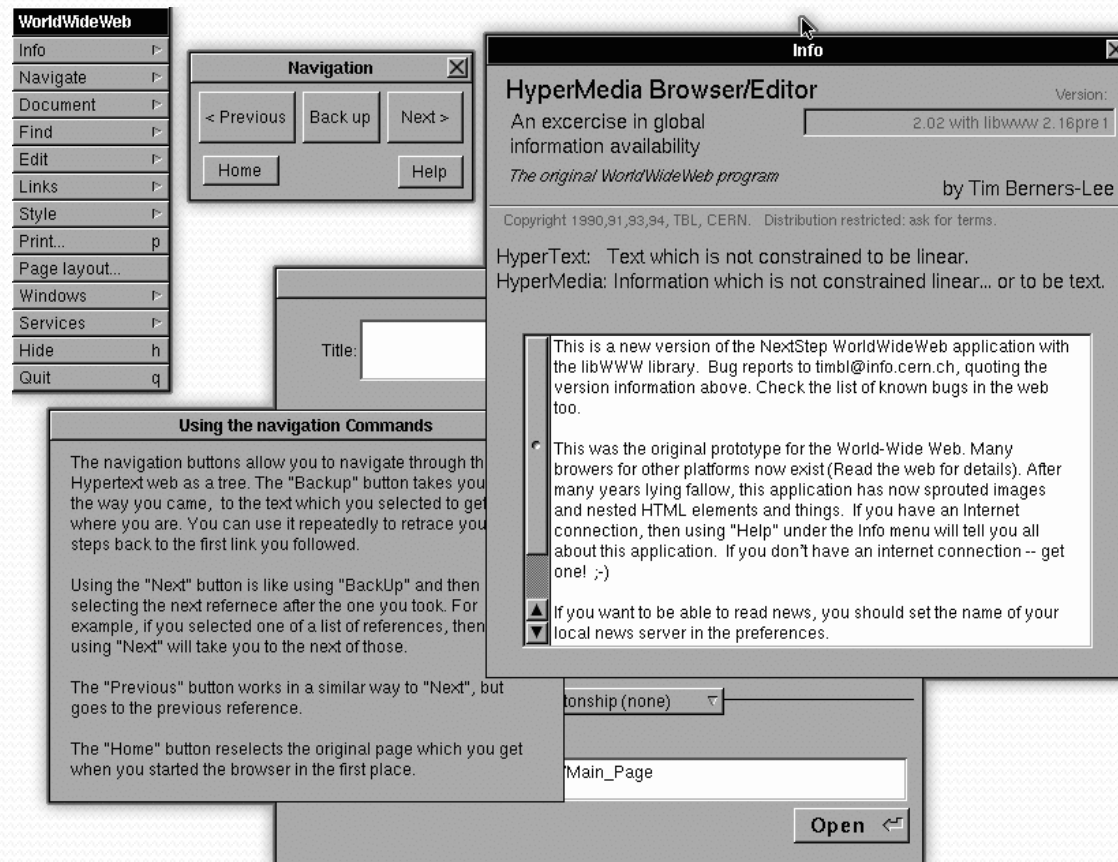 WorldWideWeb
Info
Navigate
Document
Find
Edit
Links
Style
Print... p
Page layout...
Windows
Services
Hide h
Quit q
Navigation
< Previous
Back up
Next >
Home
Help
Info
HyperMedia Browser/Editor
Version:
An excercise in global
information availability
2.02 with libwww 2.16pre1
The original WorldWideWeb program
by Tim Berners-Lee
Copyright 1990,91,93,94, TBL, CERN. Distribution restricted: ask for terms.
HyperText: Text which is not constrained to be linear.
HyperMedia: Information which is not constrained linear... or to be text.
This is a new version of the NextStep WorldWideWeb application with
the libWWW library. Bug reports to timbl@info.cern.ch, quoting the
version information above. Check the list of known bugs in the web
too.
This was the original prototype for the World-Wide Web. Many
browers for other platforms now exist (Read the web for details). After
many years lying fallow, this application has now sprouted images
and nested HTML elements and things. If you have an Internet
connection, then using "Help" under the Info menu will tell you all
about this application. If you don't have an internet connection -- get
one! ;-)
If you want to be able to read news, you should set the name of your
local news server in the preferences.
Title:
Using the navigation Commands
The navigation buttons allow you to navigate through th
Hypertext web as a tree. The "Backup" button takes you
the way you came, to the text which you selected to get
where you are. You can use it repeatedly to retrace you
steps back to the first link you followed.
Using the "Next" button is like using "BackUp" and then
selecting the next refernece after the one you took. For
example, if you selected one of a list of references, then
using "Next" will take you to the next of those.
The "Previous" button works in a similar way to "Next", but
goes to the previous reference.
The "Home" button reselects the original page which you get
when you started the browser in the first place.
tonship (none)
/Main_Page
Open